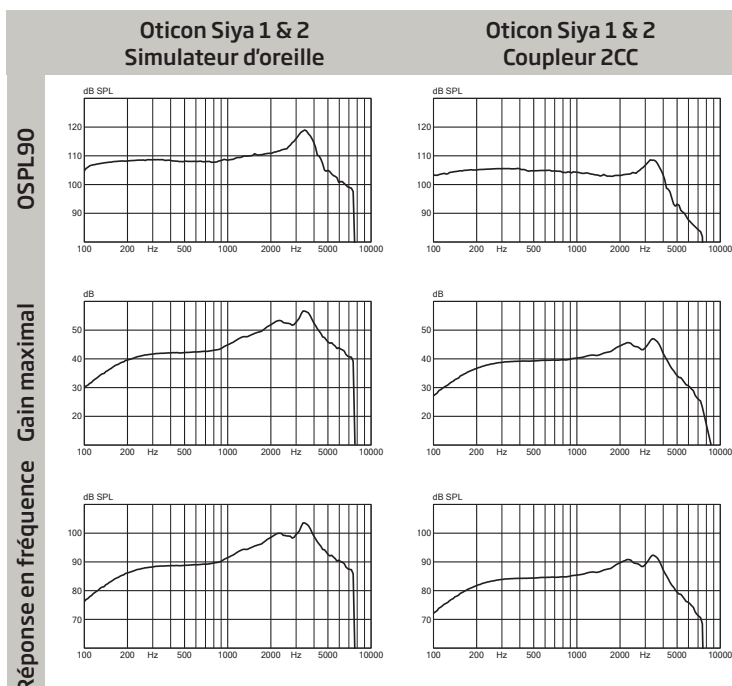 Oticon Siya 1 & 2
Simulateur d'oreille
Oticon Siya 1 & 2
Coupleur 2CC
OSPL90
dB SPL
120
110
100
90
100 200 Hz 500 1000 2000 Hz 5000 10000
dB SPL
120
110
100
90
100 200 Hz 500 1000 2000 Hz 5000 10000
Gain maximal
dB
50
40
30
20
100 200 Hz 500 1000 2000 Hz 5000 10000
dB
50
40
30
20
100 200 Hz 500 1000 2000 Hz 5000 10000
Réponse en fréquence
dB SPL
100
90
80
70
100 200 Hz 500 1000 2000 Hz 5000 10000
dB SPL
100
90
80
70
100 200 Hz 500 1000 2000 Hz 5000 10000